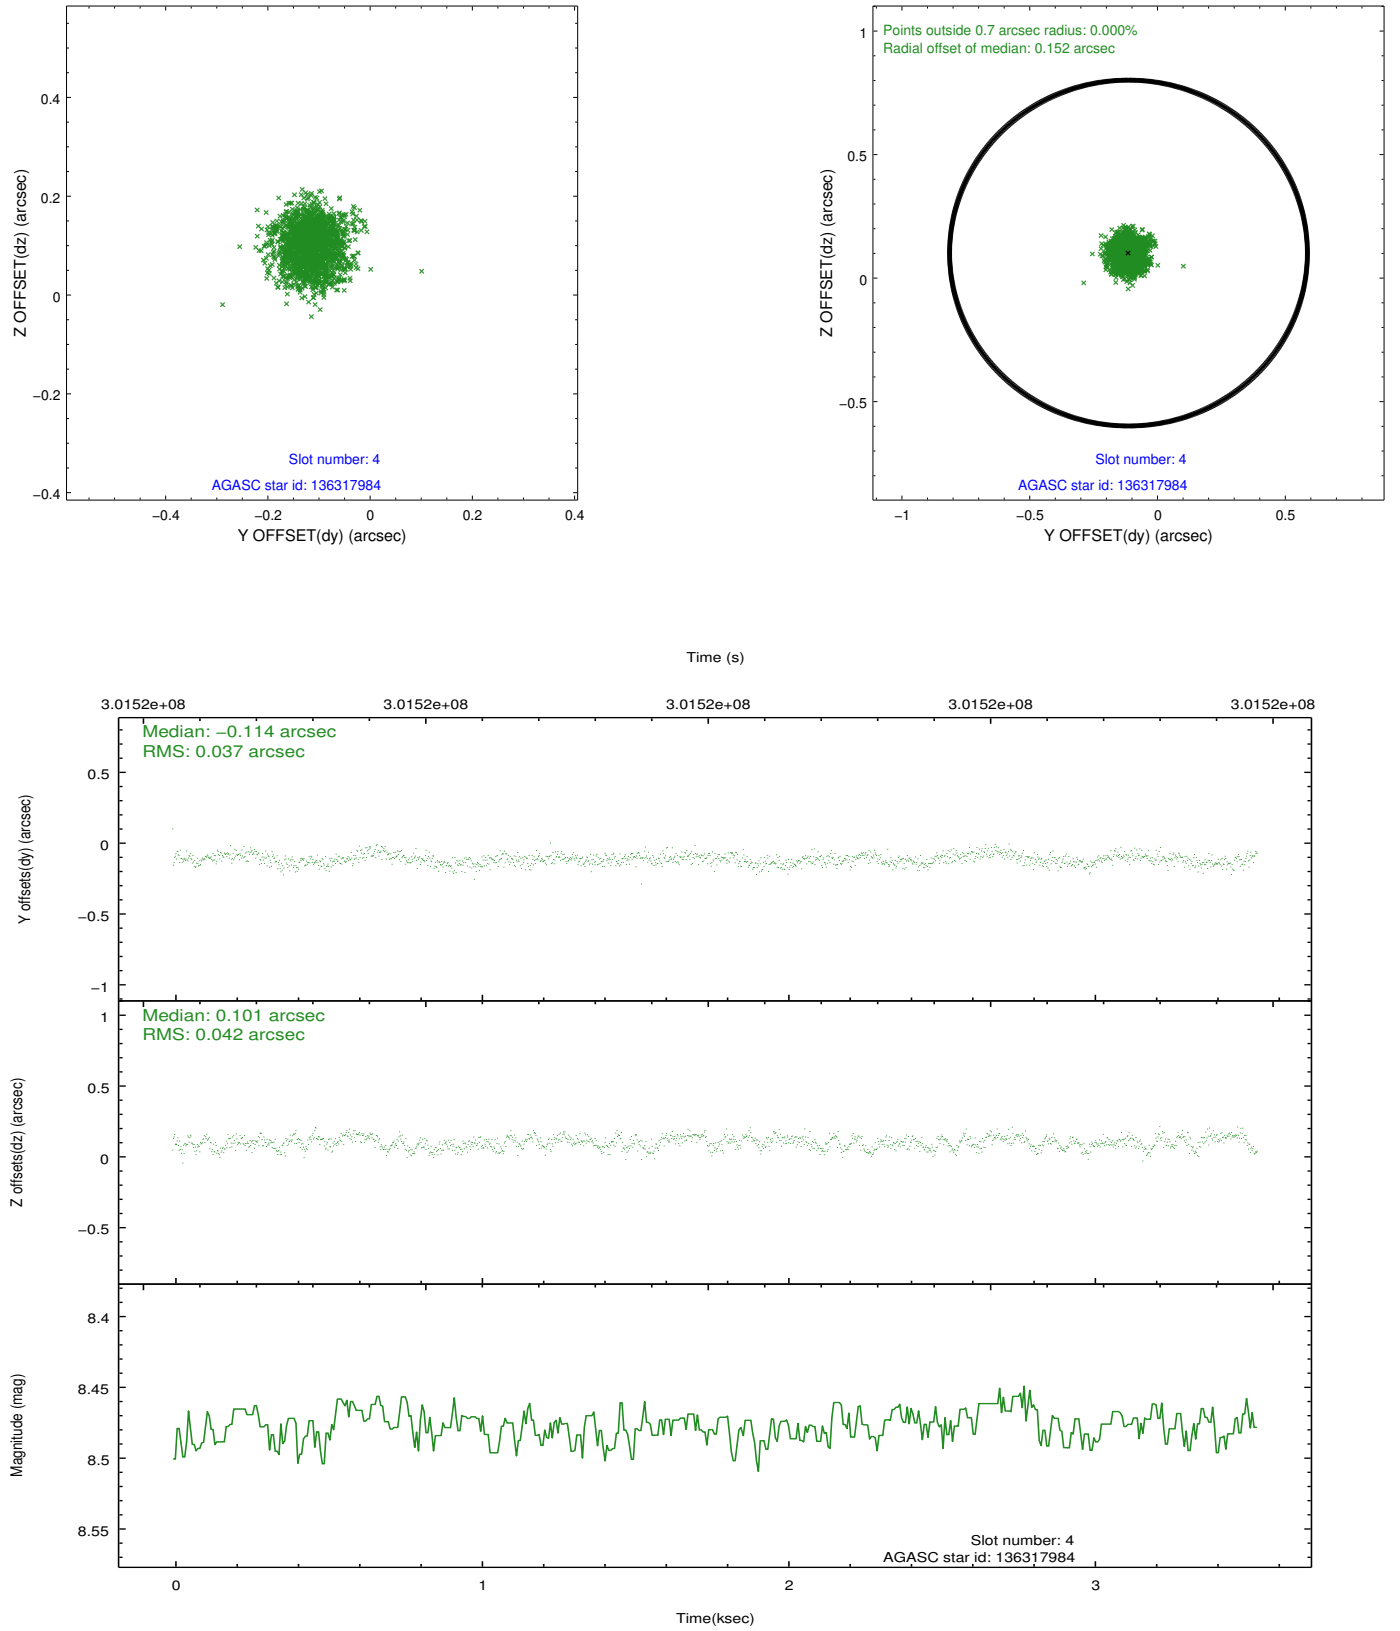 0.4
0.2
0
−0.2
−0.4
Z OFFSET(dz) (arcsec)
Slot number: 4
AGASC star id: 136317984
−0.4 −0.2 0 0.2 0.4
Y OFFSET(dy) (arcsec)
Points outside 0.7 arcsec radius: 0.000%
Radial offset of median: 0.152 arcsec
1
0.5
0
−0.5
Z OFFSET(dz) (arcsec)
Slot number: 4
AGASC star id: 136317984
−1 −0.5 0 0.5
Y OFFSET(dy) (arcsec)
Time (s)
3.0152e+08 3.0152e+08 3.0152e+08 3.0152e+08 3.0152e+08
Median: −0.114 arcsec
RMS: 0.037 arcsec
0.5
0
−0.5
−1
Y offsets(dy) (arcsec)
Median: 0.101 arcsec
RMS: 0.042 arcsec
1
0.5
0
−0.5
Z offsets(dz) (arcsec)
8.4
8.45
8.5
8.55
Magnitude (mag)
Slot number: 4
AGASC star id: 136317984
0 1 2 3
Time(ksec)